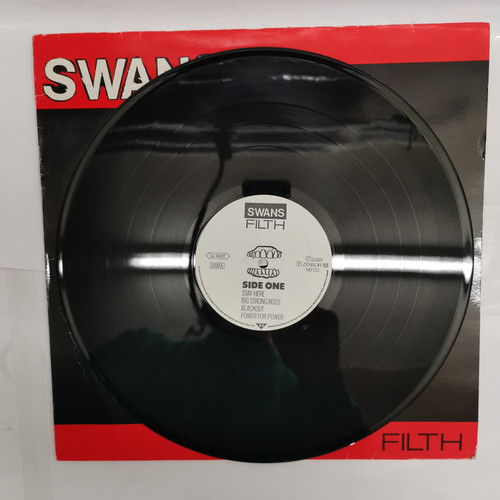 SWANS
SWANS
FILTH
SIDE ONE
STAY HERE
BIG STRONG BOSS
BLACKOUT
POWER FOR POWER
FILTH